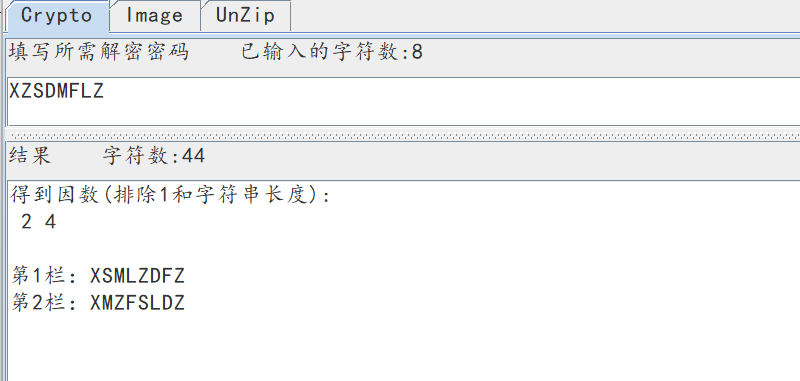 Crypto Image UnZip
填写所需解密密码 已输入的字符数:8
XZSDMFLZ
结果 字符数:44
得到因数(排除1和字符串长度):
2 4
第1栏: XSMLZDFZ
第2栏: XMZFSLDZ